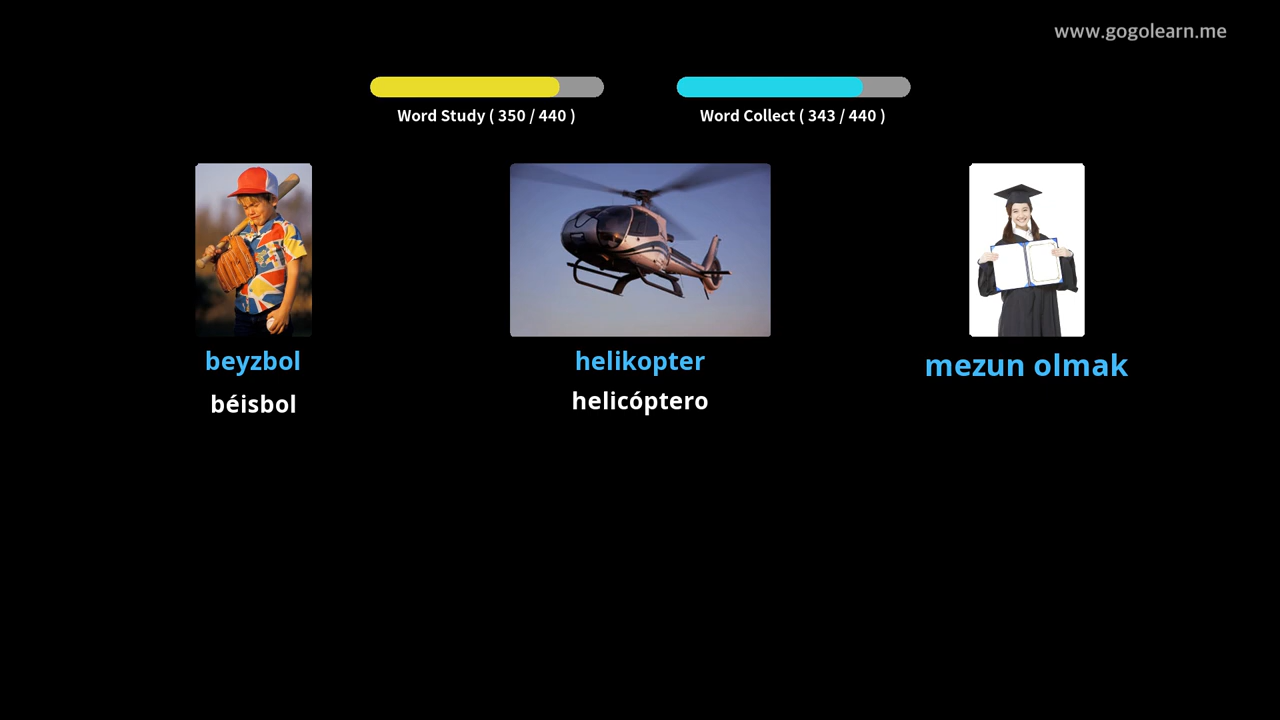 www.gogolearn.me
Word Study ( 350 / 440 )
Word Collect ( 343 / 440 )
beyzbol
béisbol
helikopter
helicóptero
mezun olmak